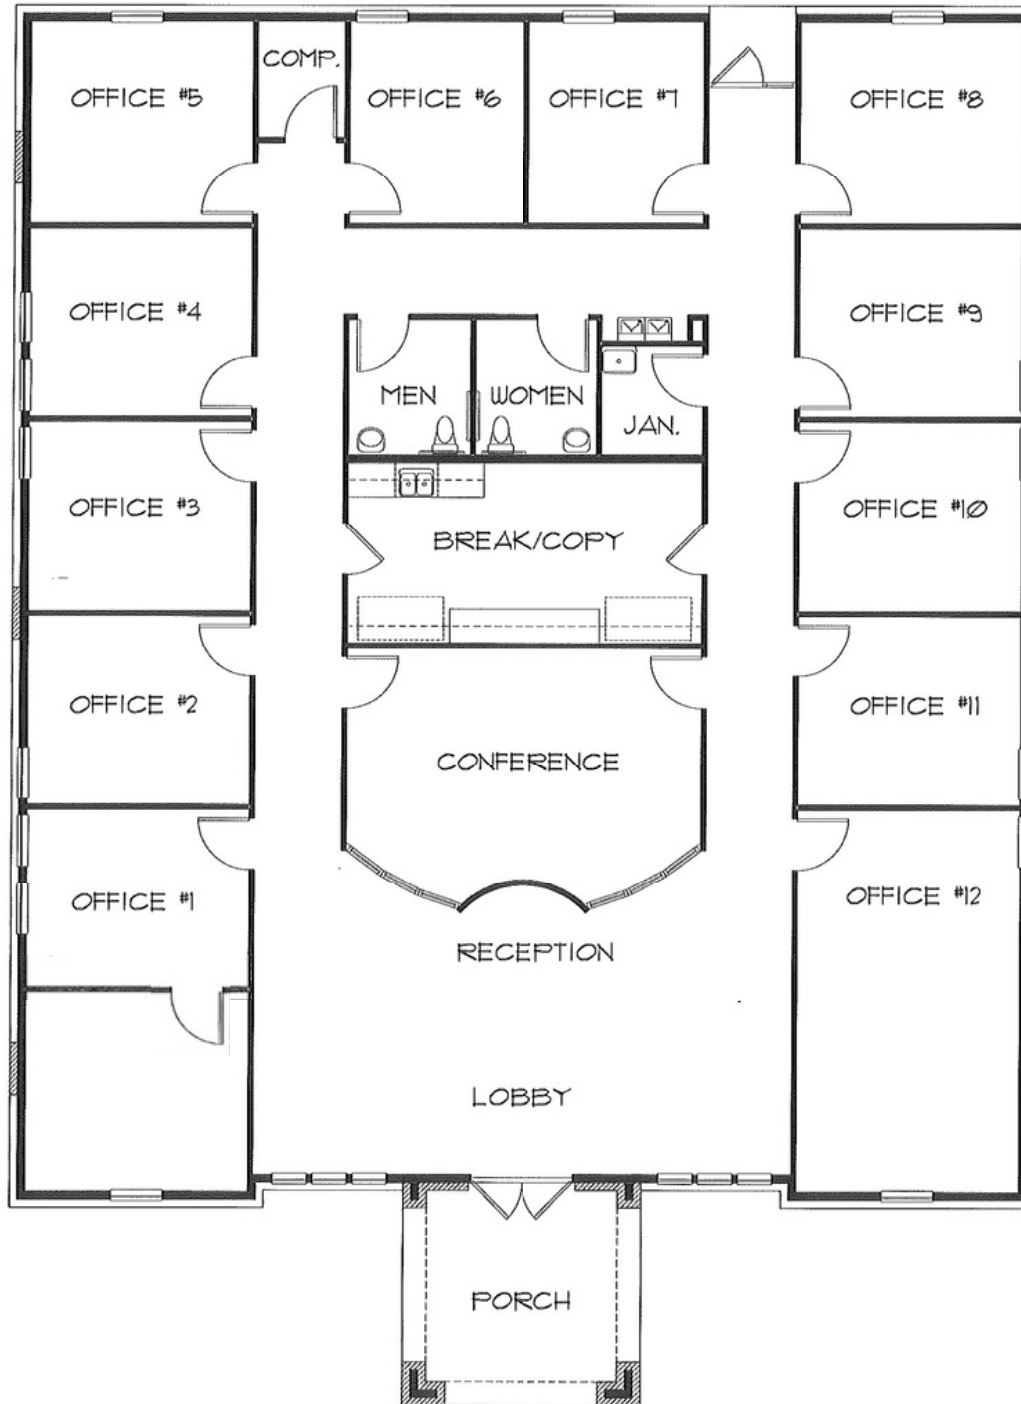 COMP.
OFFICE #5
OFFICE #6
OFFICE #7
OFFICE #8
OFFICE #4
OFFICE #9
MEN
WOMEN
JAN.
OFFICE #3
OFFICE #10
BREAK/COPY
OFFICE #2
OFFICE #11
CONFERENCE
OFFICE #1
OFFICE #12
RECEPTION
LOBBY
PORCH